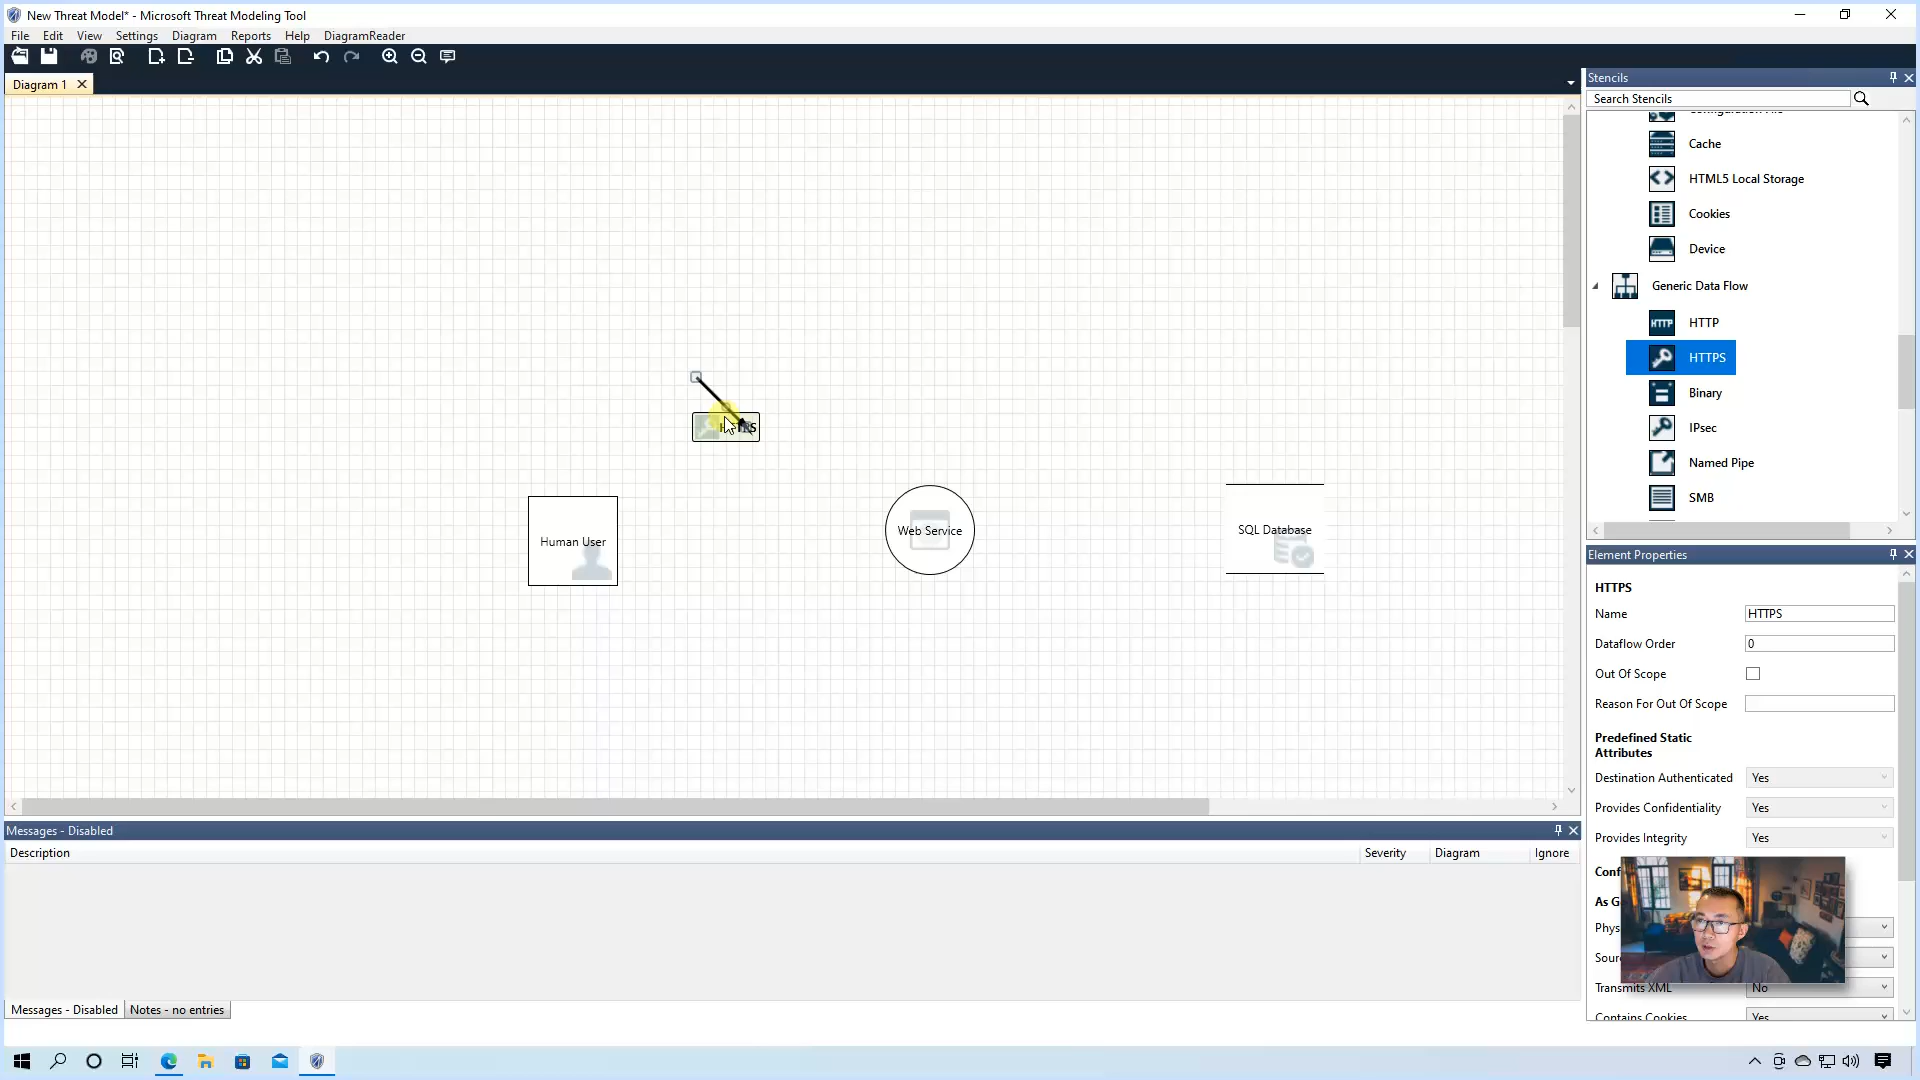 New Threat Model* - Microsoft Threat Modeling Tool
File Edit View Settings Diagram Reports Help DiagramReader
Diagram 1
Stencils
Search Stencils
Cache
HTML5 Local Storage
Cookies
Device
Generic Data Flow
HTTP
HTTP
HTTPS
Binary
IPsec
Named Pipe
SMB
HTTPS
Human User
Web Service
SQL Database
Element Properties
HTTPS
Name HTTPS
Dataflow Order 0
Out Of Scope
Reason For Out Of Scope
Predefined Static
Attributes
Destination Authenticated Yes
Provides Confidentiality Yes
Provides Integrity Yes
Transmits XML No
Contains Cookies Yes
Messages - Disabled
Description Severity Diagram Ignore
Messages - Disabled Notes - no entries